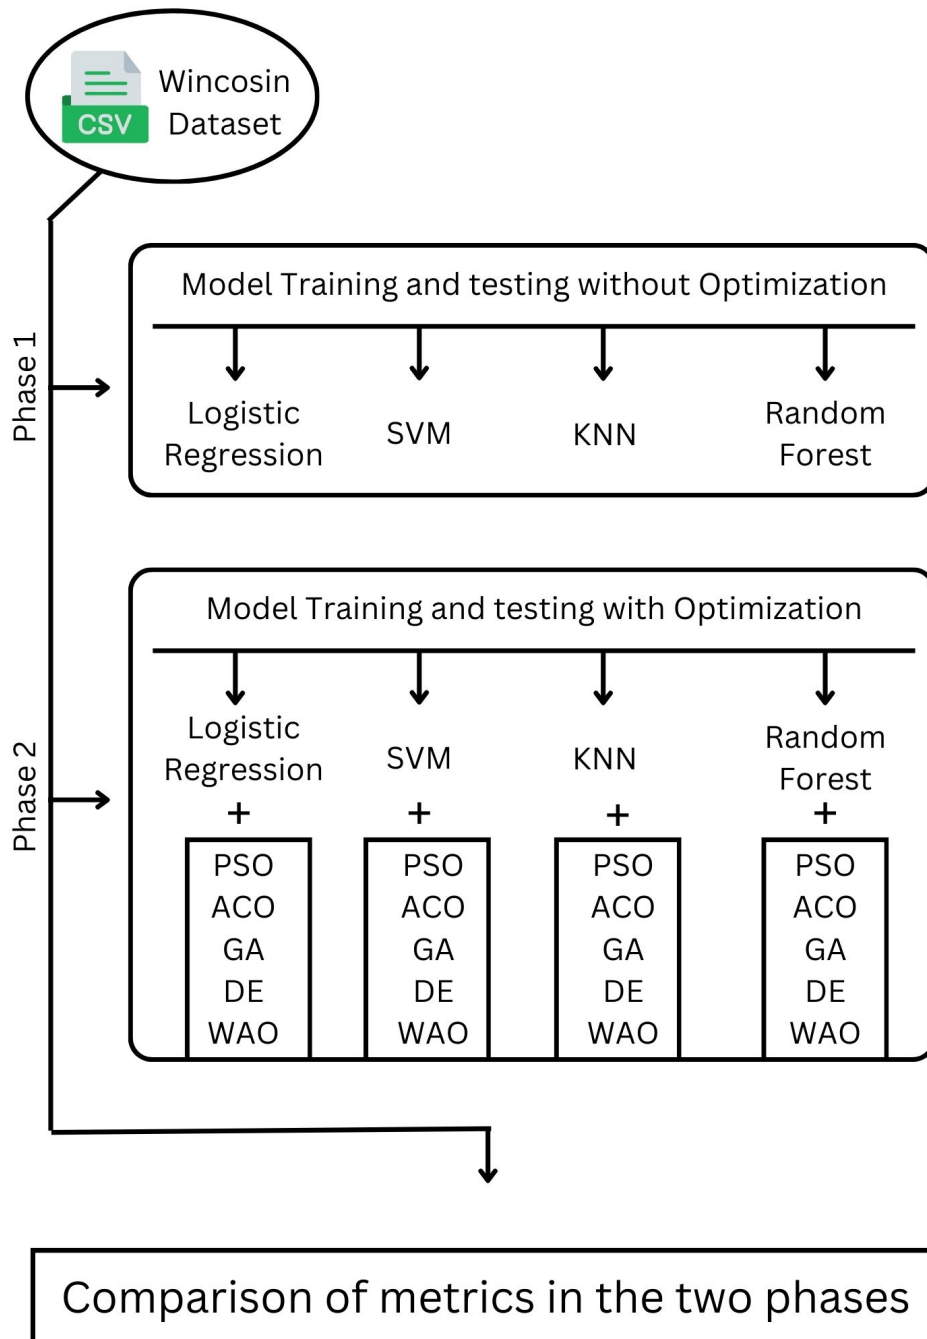 Wincosin
CSV
Dataset
Phase 1
Model Training and testing without Optimization
Logistic
Regression
SVM
KNN
Random
Forest
Phase 2
Model Training and testing with Optimization
Logistic
Regression
SVM
KNN
Random
Forest
+ + + +
PSO PSO PSO PSO
ACO ACO ACO ACO
GA GA GA GA
DE DE DE DE
WAO WAO WAO WAO
Comparison of metrics in the two phases